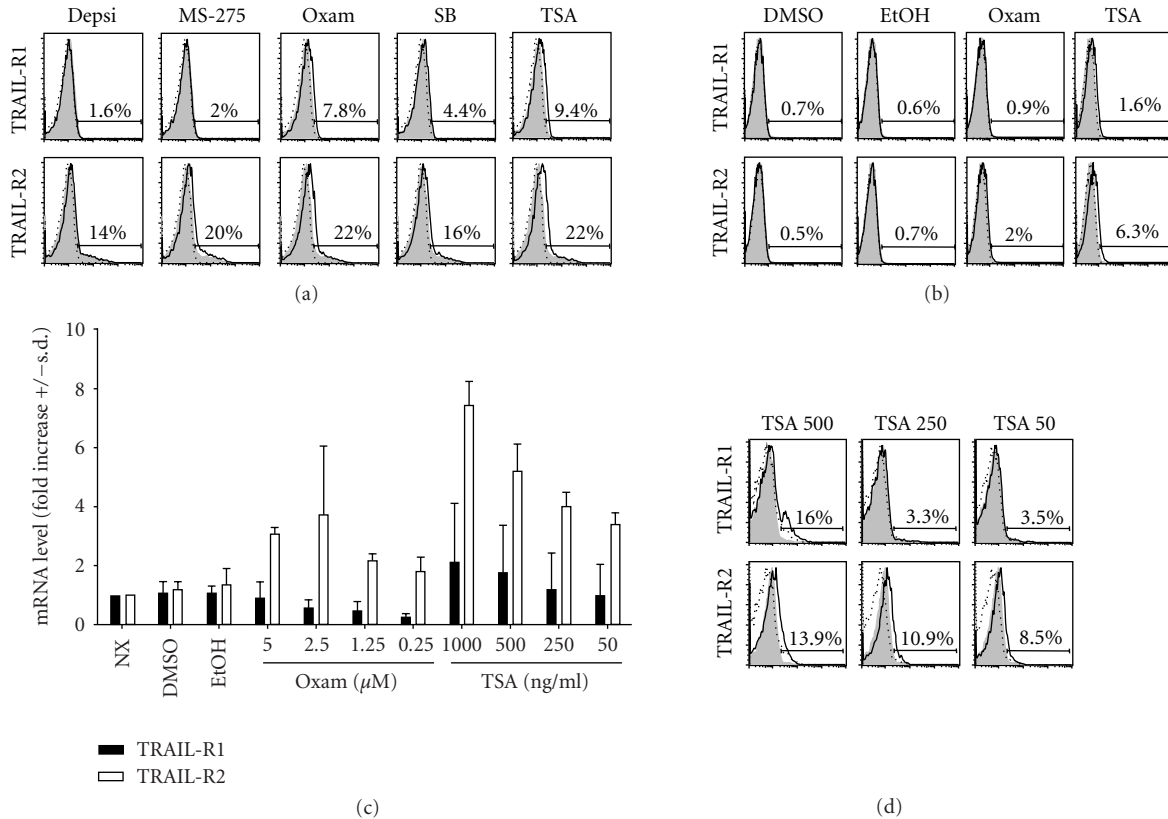 Depsi MS-275 Oxam SB TSA
TRAIL-R1 1.6% 2% 7.8% 4.4% 9.4%
TRAIL-R2 14% 20% 22% 16% 22%
(a)
DMSO EtOH Oxam TSA
TRAIL-R1 0.7% 0.6% 0.9% 1.6%
TRAIL-R2 0.5% 0.7% 2% 6.3%
(b)
mRNA level (fold increase +/−s.d.)
10
8
6
4
2
0
NX DMSO EtOH 5 2.5 1.25 0.25 1000 500 250 50
Oxam (μM) TSA (ng/ml)
TRAIL-R1
TRAIL-R2
(c)
TSA 500 TSA 250 TSA 50
TRAIL-R1 16% 3.3% 3.5%
TRAIL-R2 13.9% 10.9% 8.5%
(d)